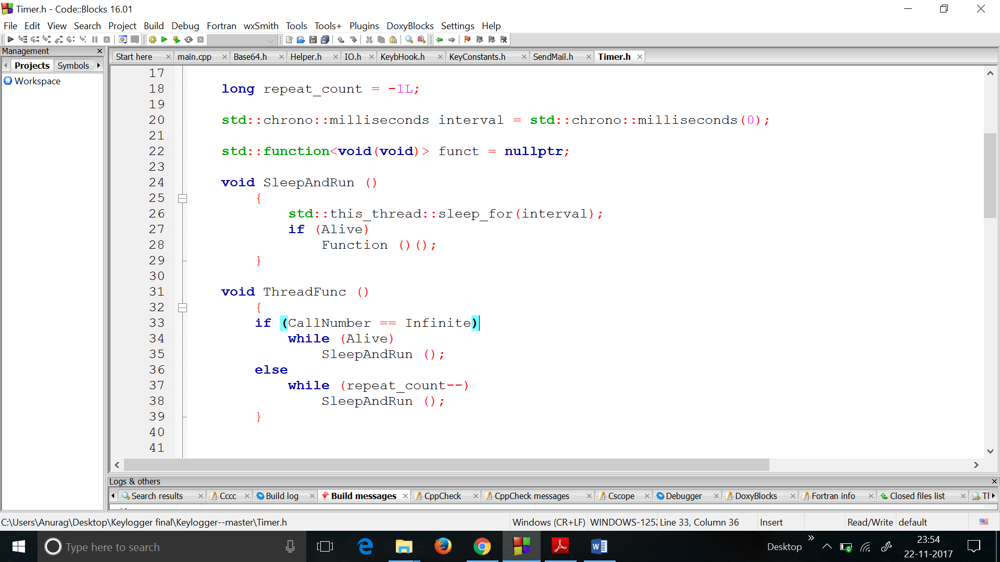 Timer.h - Code::Blocks 16.01
File Edit View Search Project Build Debug Fortran wxSmith Tools Tools+ Plugins DoxyBlocks Settings Help
Management
Projects Symbols
Workspace
Start here main.cpp Base64.h Helper.h IO.h KeybHook.h KeyConstants.h SendMail.h Timer.h
17
18 long repeat_count = -1L;
19
20 std::chrono::milliseconds interval = std::chrono::milliseconds(0);
21
22 std::function<void(void)> funct = nullptr;
23
24 void SleepAndRun ()
25 {
26 std::this_thread::sleep_for(interval);
27 if (Alive)
28 Function ()();
29 }
30
31 void ThreadFunc ()
32 {
33 if (CallNumber == Infinite)
34 while (Alive)
35 SleepAndRun ();
36 else
37 while (repeat_count--)
38 SleepAndRun ();
39 }
40
41
Logs & others
Search results Cccc Build log Build messages CppCheck CppCheck messages Cscope Debugger DoxyBlocks Fortran info Closed files list
C:\Users\Anurag\Desktop\Keylogger final\Keylogger--master\Timer.h Windows (CR+LF) WINDOWS-1252 Line 33, Column 36 Insert Read/Write default
Type here to search Desktop 23:54
22-11-2017